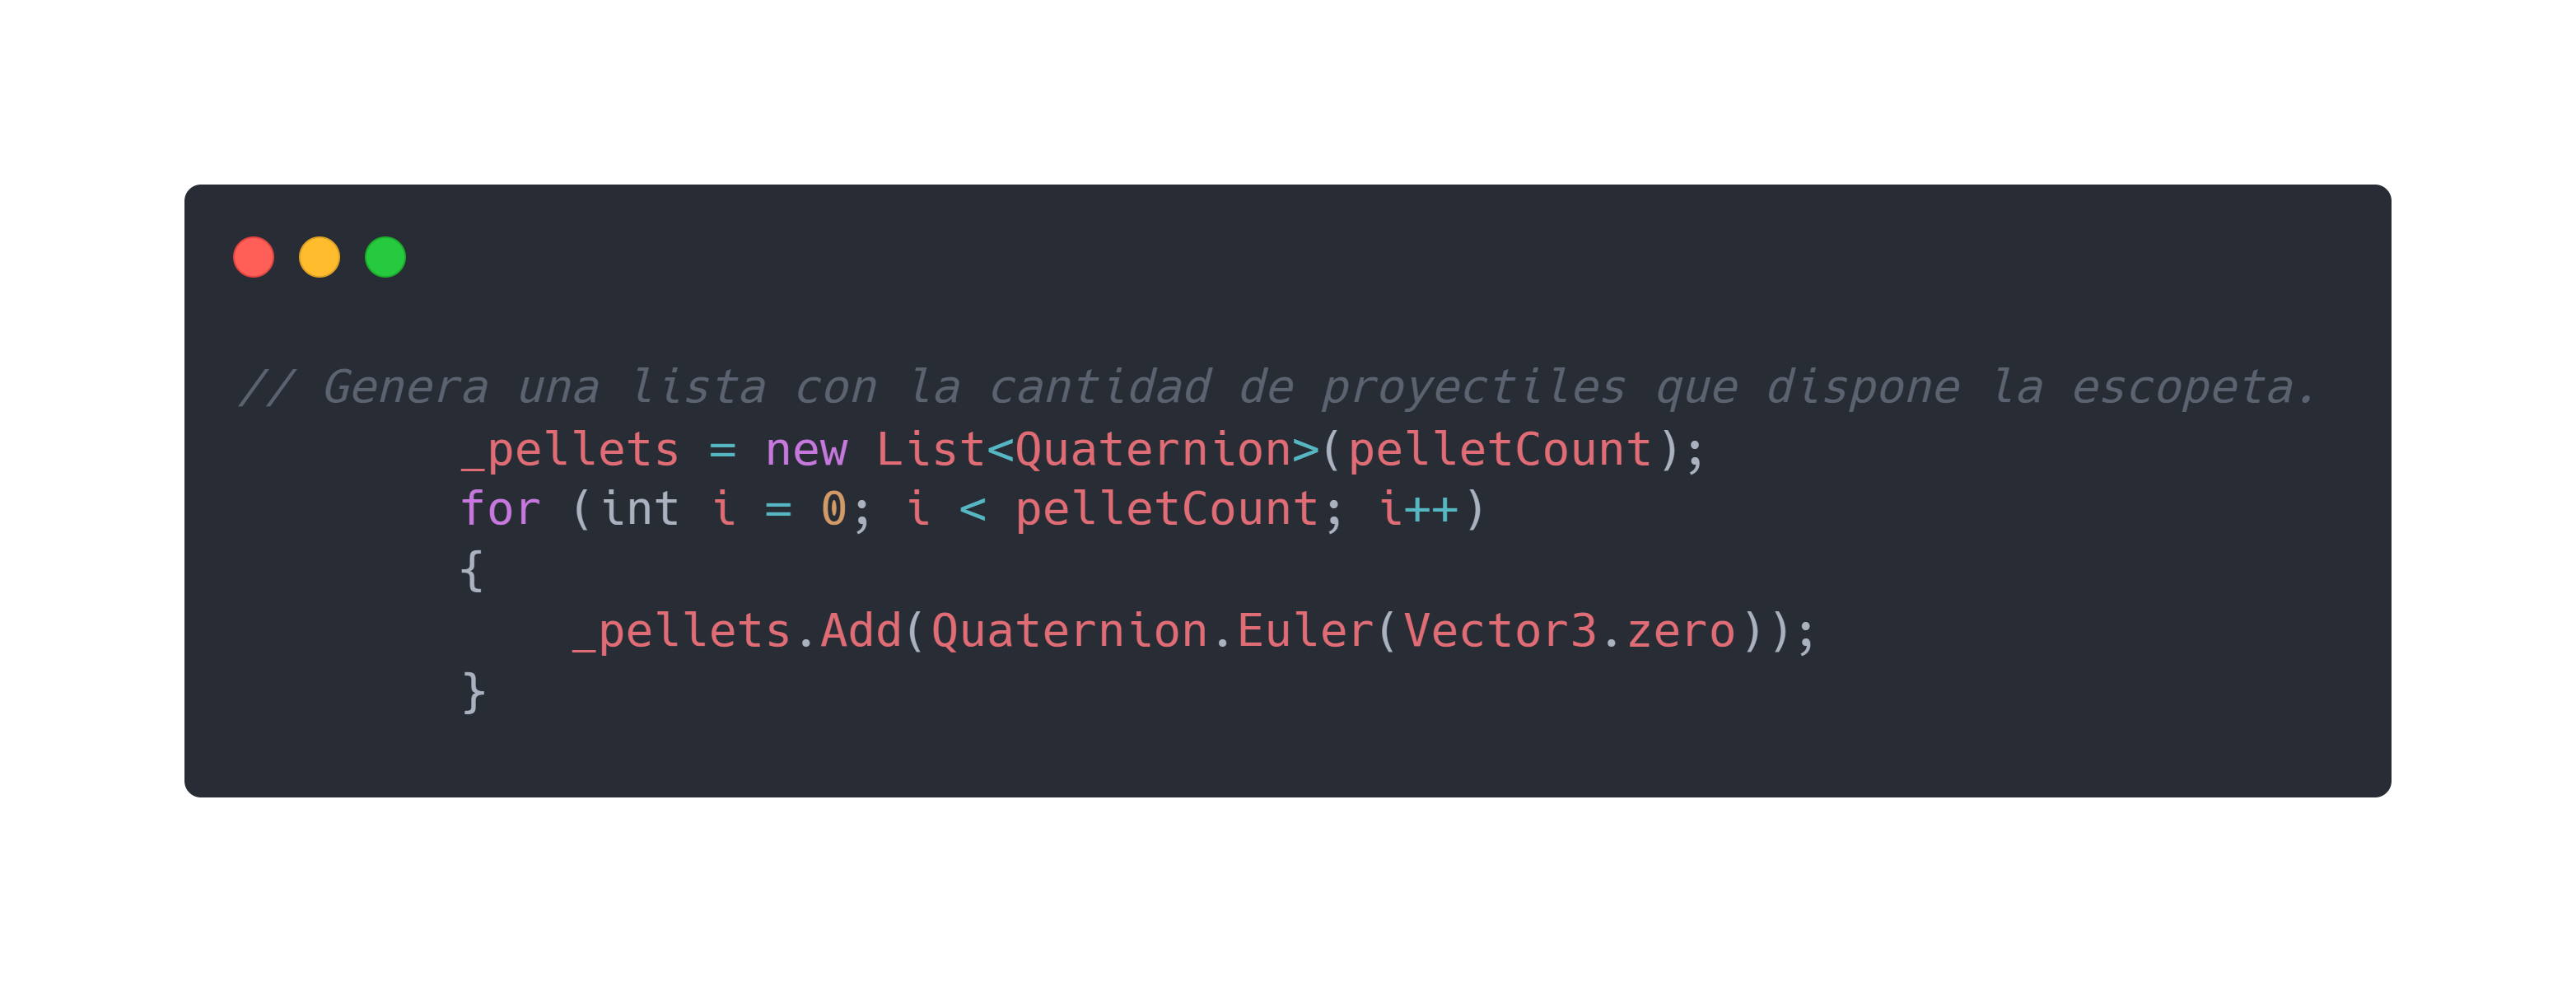 // Genera una lista con la cantidad de proyectiles que dispone la escopeta.
        _pellets = new List<Quaternion>(pelletCount);
        for (int i = 0; i < pelletCount; i++)
        {
            _pellets.Add(Quaternion.Euler(Vector3.zero));
        }